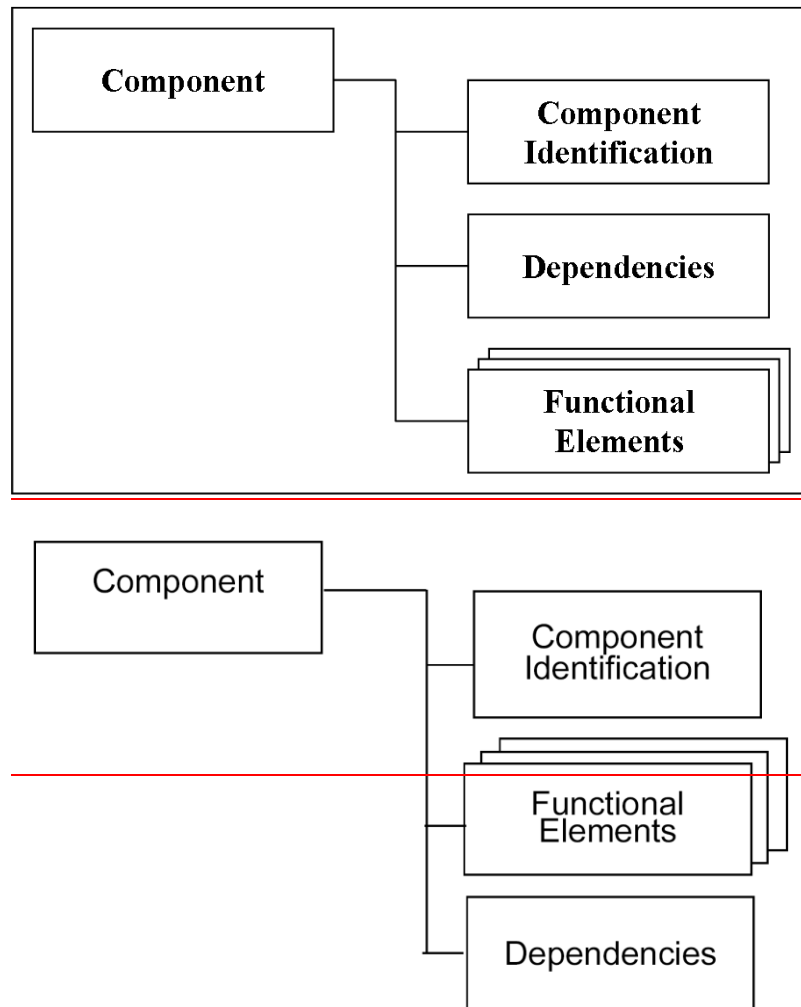 Component
Component
Identification
Dependencies
Functional
Elements
Component
Component
Identification
Functional
Elements
Dependencies